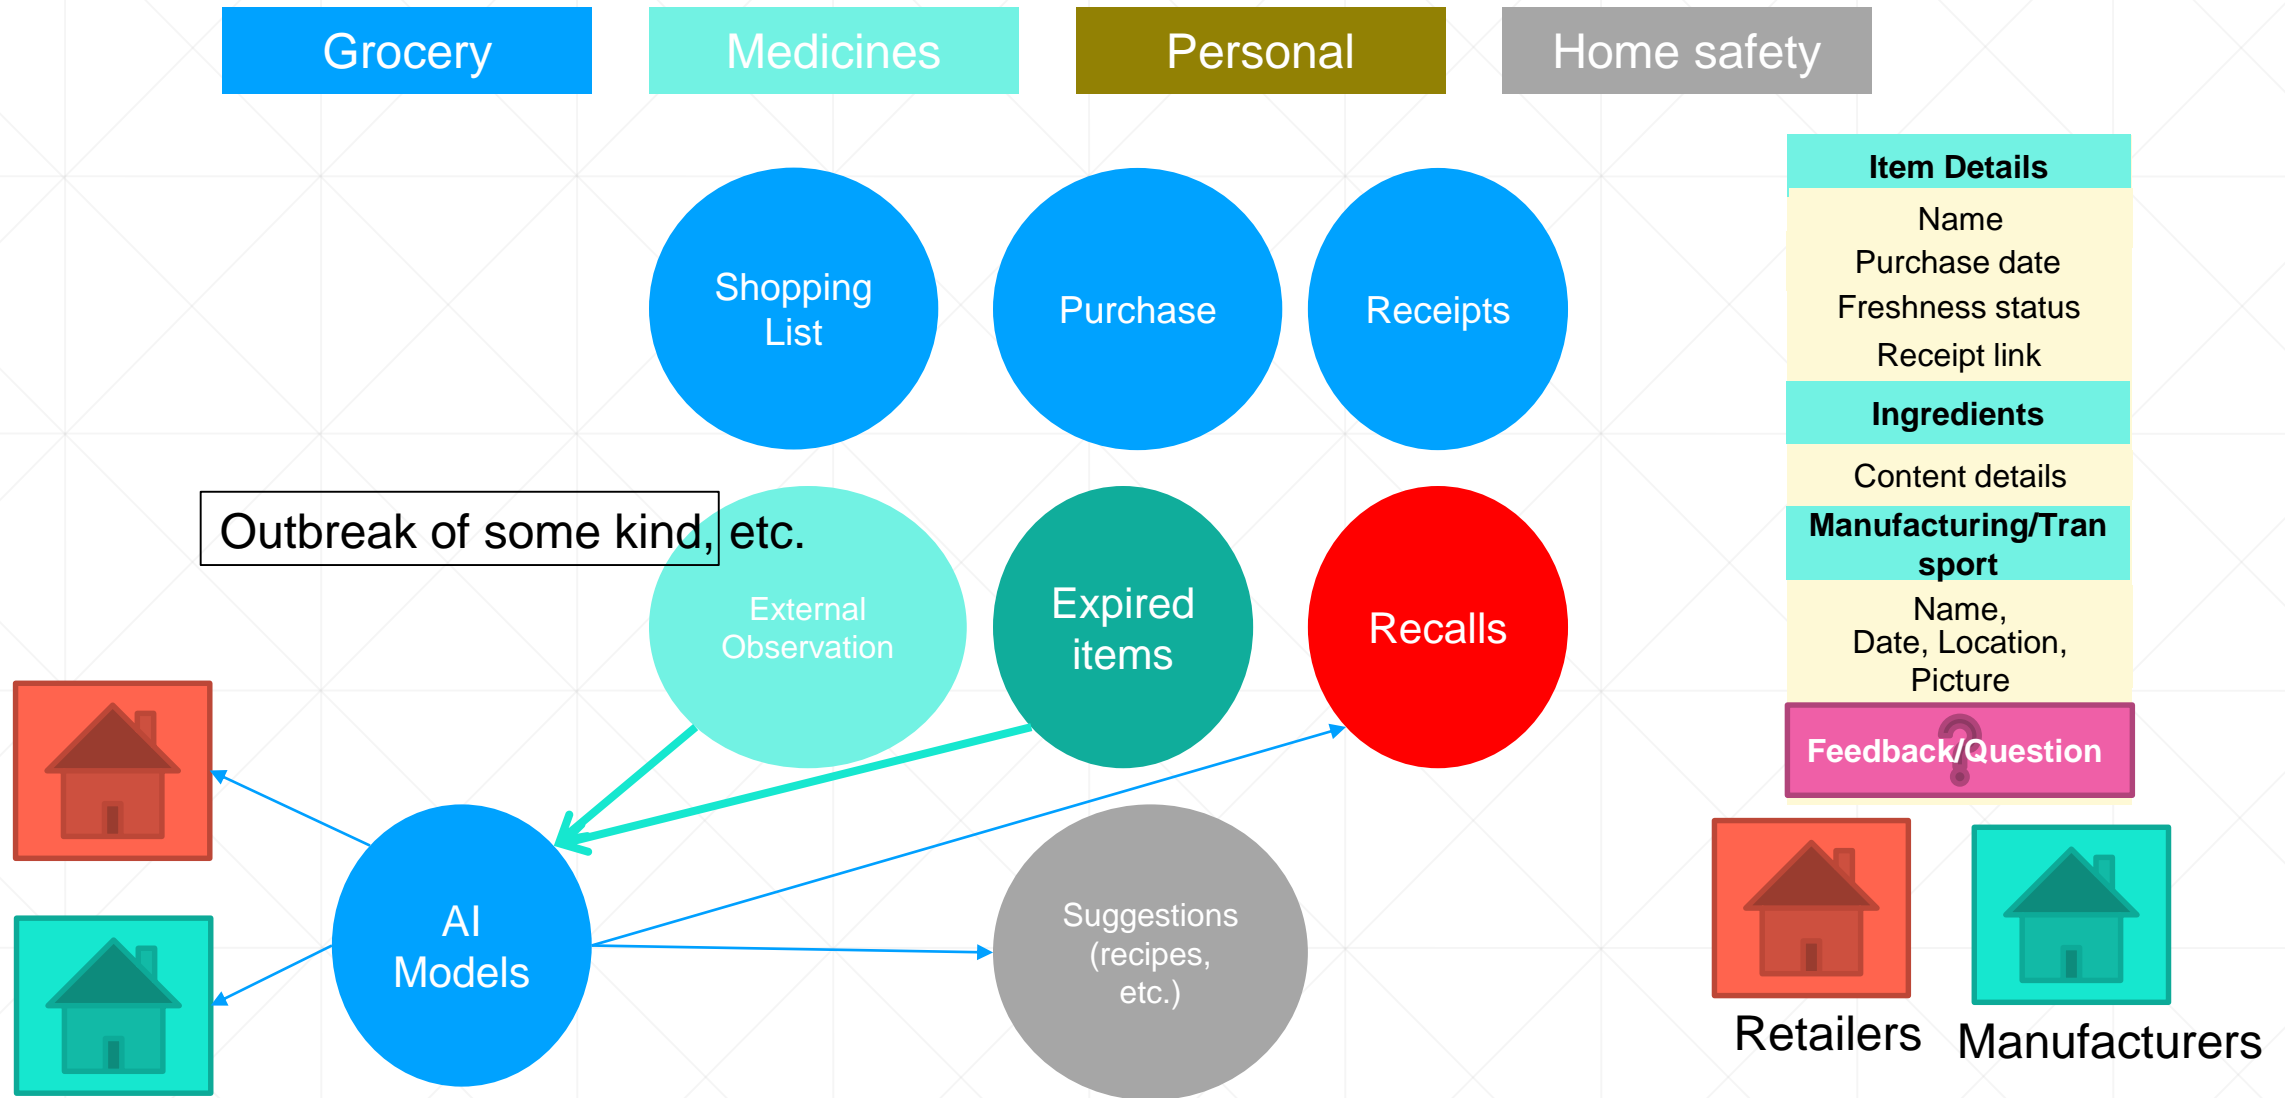 Grocery
Medicines
Personal
Home safety
Shopping
List
Purchase
Receipts
Outbreak of some kind, etc.
External
Observation
Expired
items
Recalls
AI
Models
Suggestions
(recipes,
etc.)
Item Details
Name
Purchase date
Freshness status
Receipt link
Ingredients
Content details
Manufacturing/Tran
sport
Name,
Date, Location,
Picture
Feedback/Question
Retailers
Manufacturers